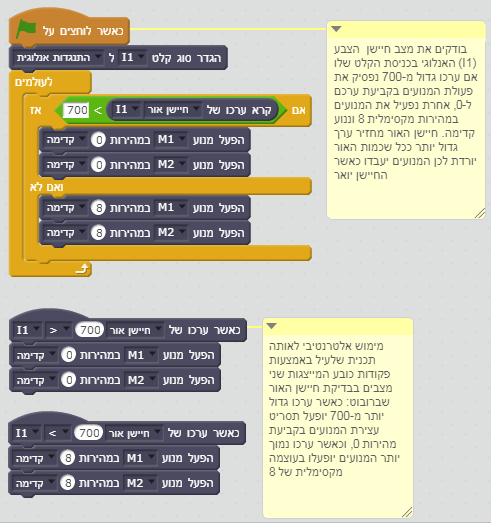 כאשר לוחצים על
הגדר סוג קלט I1 ל התנגדות אנלוגית
לעולמים
אם קרא ערכו של חיישן אור I1 > 700 אז
הפעל מנוע M1 במהירות 0 קדימה
הפעל מנוע M2 במהירות 0 קדימה
ואם לא
הפעל מנוע M1 במהירות 8 קדימה
הפעל מנוע M2 במהירות 8 קדימה
בודקים את מצב חיישן הצבע
(I1) האנלוגי בכניסת הקלט שלו
אם ערכו גדול מ-700 נפסיק את
פעולת המנועים בקביעת ערכם
ל-0, אחרת נפעיל את המנועים
במהירות מקסימלית 8 וננוע
קדימה. חיישן האור מחזיר ערך
גדול יותר ככל שכמות האור
יורדת לכן המנועים יעבדו כאשר
החיישן יואר
כאשר ערכו של חיישן אור I1 > 700
הפעל מנוע M1 במהירות 0 קדימה
הפעל מנוע M2 במהירות 0 קדימה
כאשר ערכו של חיישן אור I1 < 700
הפעל מנוע M1 במהירות 8 קדימה
הפעל מנוע M2 במהירות 8 קדימה
מימוש אלטרנטיבי לאותה
תכנית שלעיל באמצעות
פקודות כובע המייצגות שני
מצבים בבדיקת חיישן האור
שברובוט: כאשר ערכו גדול
יותר מ-700 יופעל תסריט
עצירת המנועים בקביעת
מהירות 0, וכאשר ערכו נמוך
יותר המנועים יופעלו בעוצמה
מקסימלית של 8